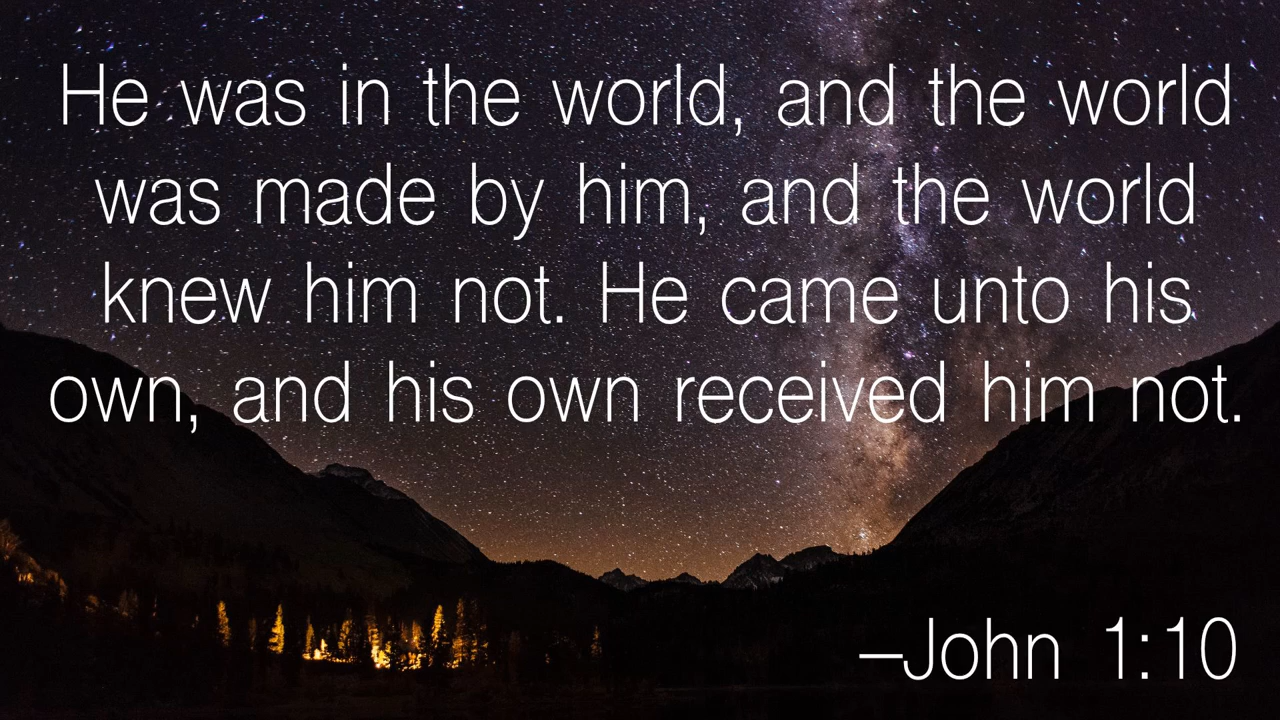 He was in the world, and the world
was made by him, and the world
knew him not. He came unto his
own, and his own received him not.
–John 1:10